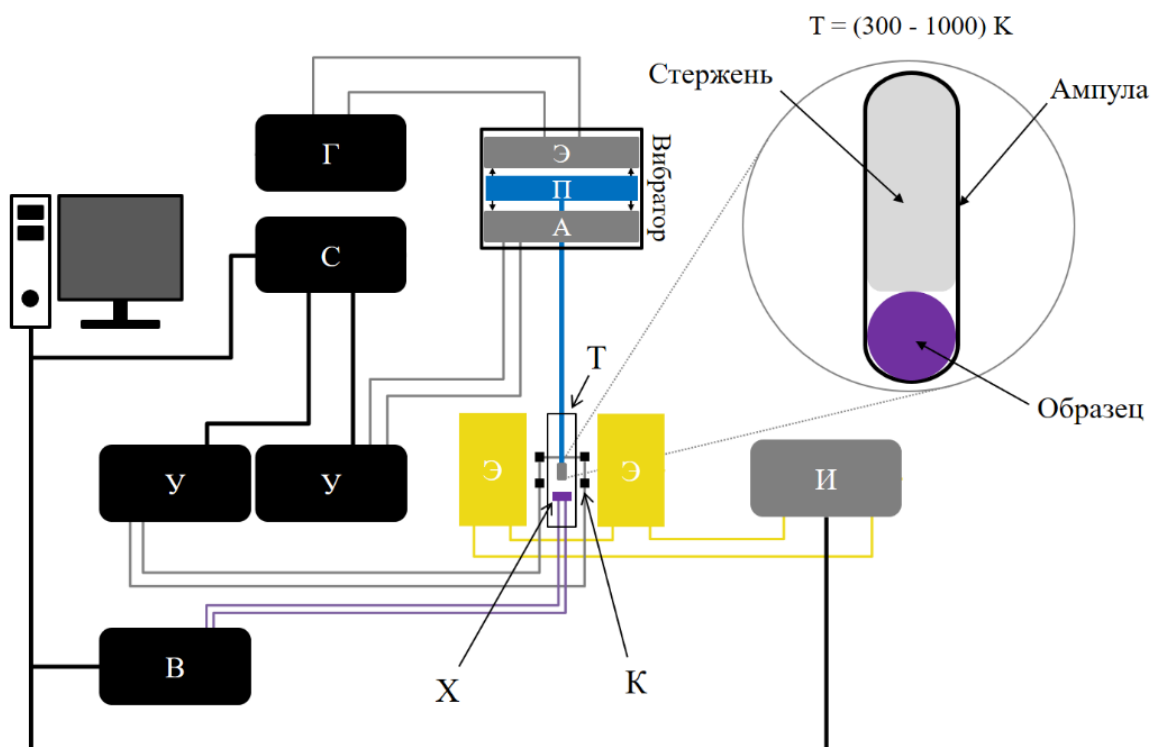 T = (300 - 1000) K
Стержень
Ампула
Г
Э
Вибратор
П
А
С
Т
Образец
У
У
Э
Э
И
В
Х
К